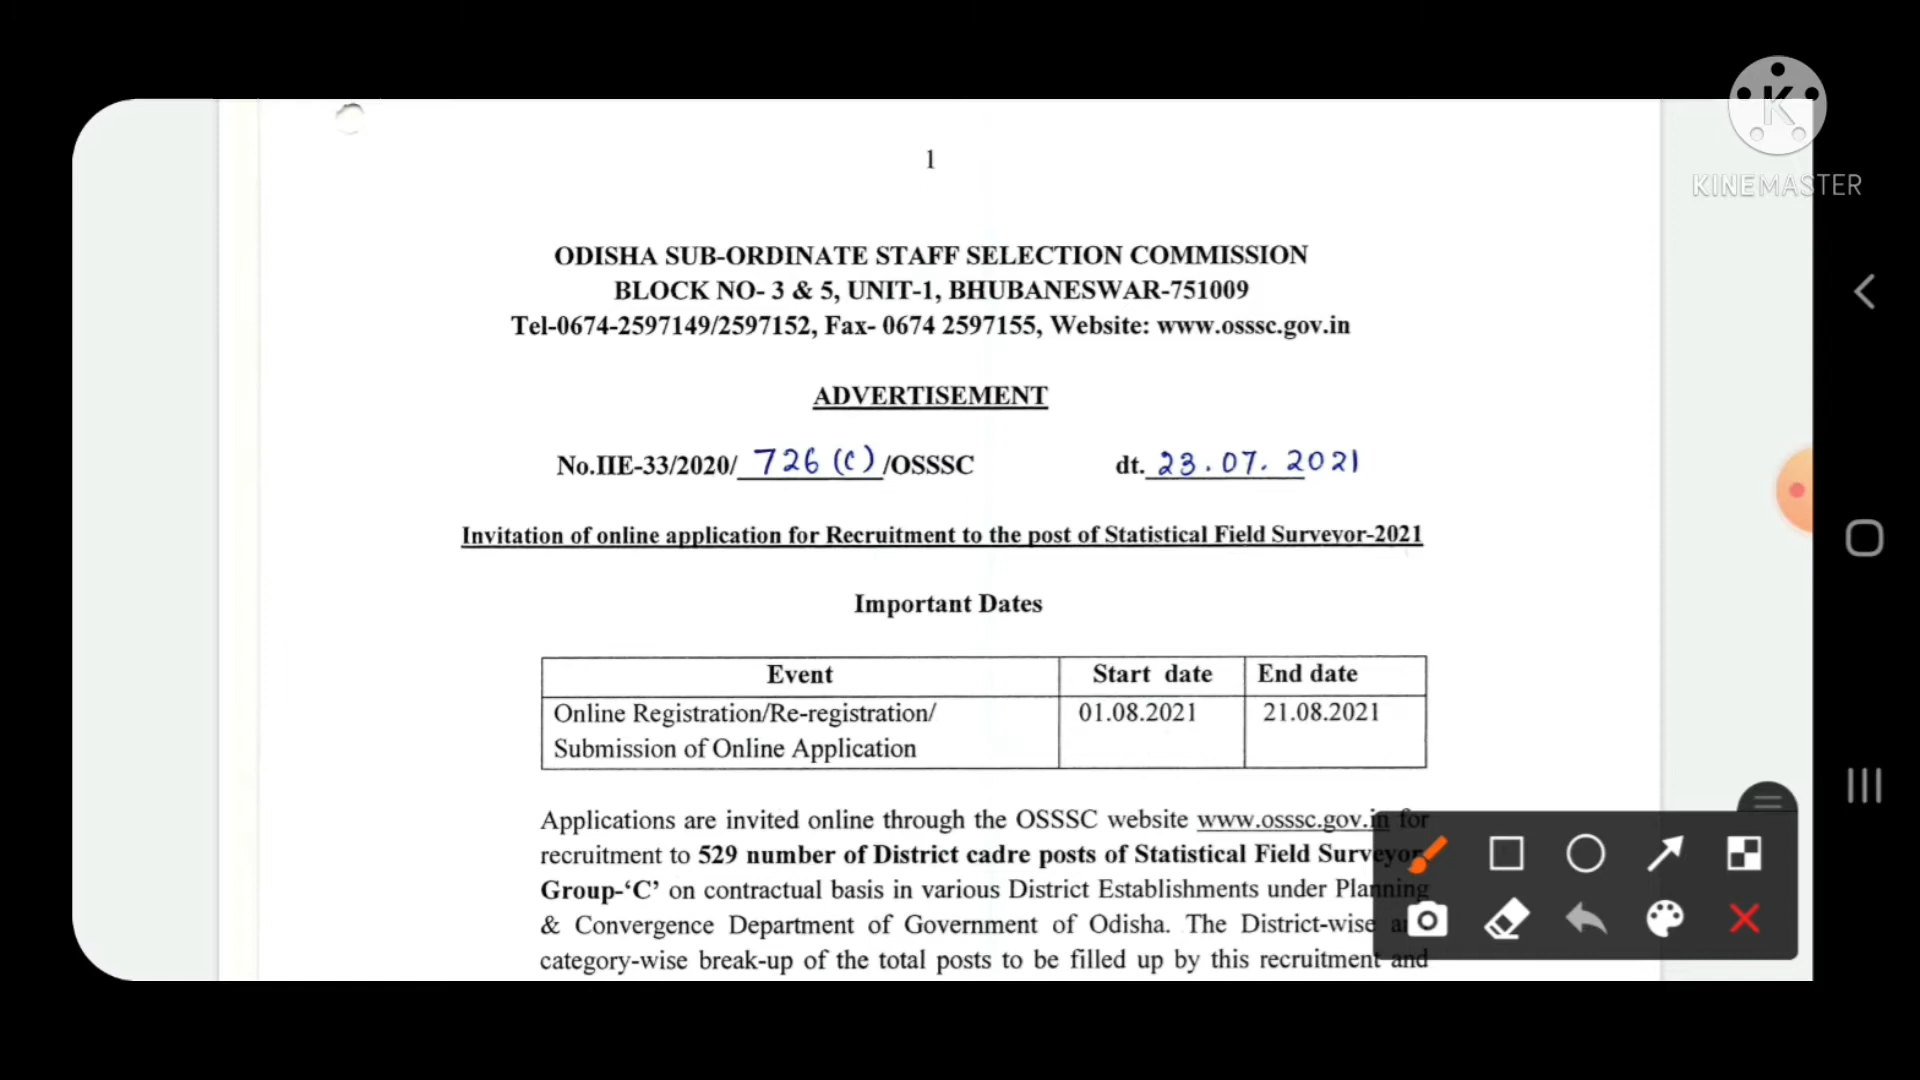 KINEMASTER
1
ODISHA SUB-ORDINATE STAFF SELECTION COMMISSION
BLOCK NO- 3 & 5, UNIT-1, BHUBANESWAR-751009
Tel-0674-2597149/2597152, Fax- 0674 2597155, Website: www.osssc.gov.in
ADVERTISEMENT
No.IIE-33/2020/ 726 (C) /OSSSC dt. 23.07.2021
Invitation of online application for Recruitment to the post of Statistical Field Surveyor-2021
Important Dates
Event Start date End date
Online Registration/Re-registration/ 01.08.2021 21.08.2021
Submission of Online Application
Applications are invited online through the OSSSC website www.osssc.gov.in for
recruitment to 529 number of District cadre posts of Statistical Field Surveyor
Group-‘C’ on contractual basis in various District Establishments under Planning
& Convergence Department of Government of Odisha. The District-wise
category-wise break-up of the total posts to be filled up by this recruitment and